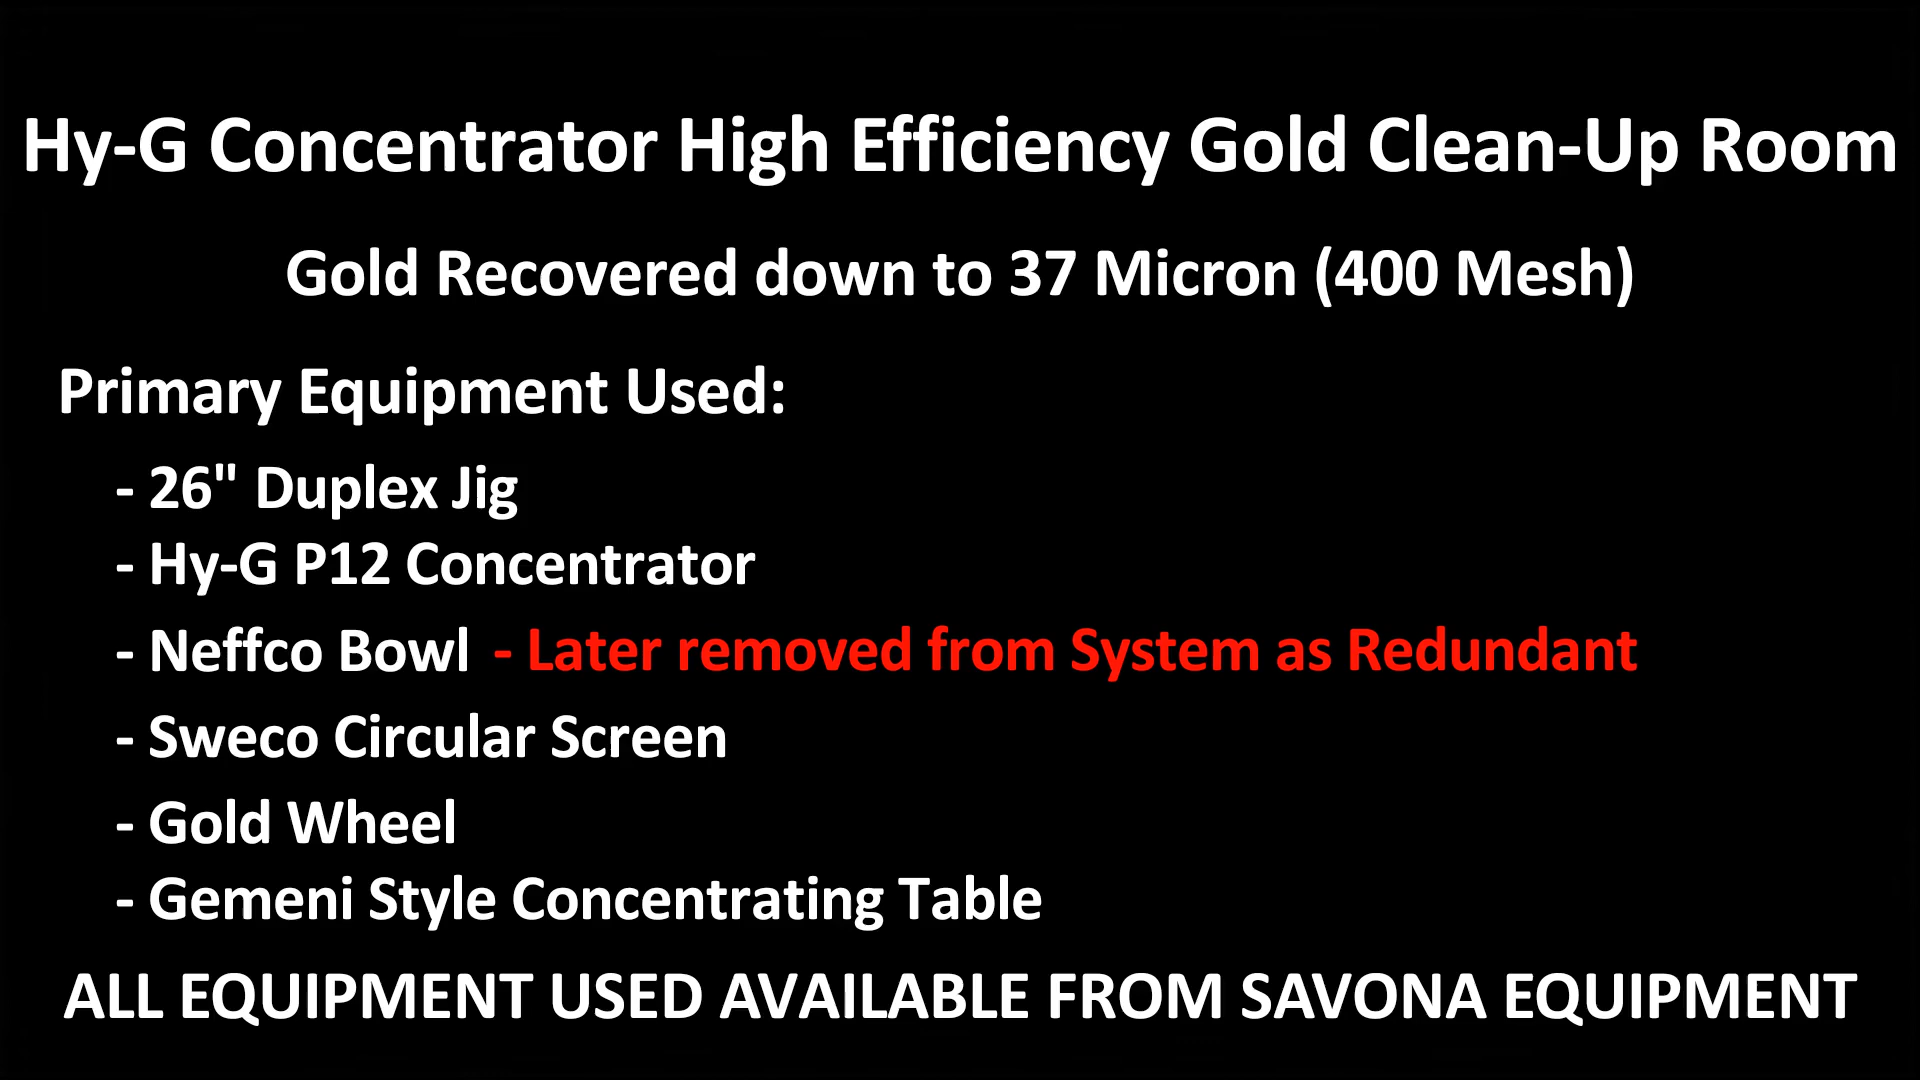 Hy-G Concentrator High Efficiency Gold Clean-Up Room
Gold Recovered down to 37 Micron (400 Mesh)
Primary Equipment Used:
- 26" Duplex Jig
- Hy-G P12 Concentrator
- Neffco Bowl - Later removed from System as Redundant
- Sweco Circular Screen
- Gold Wheel
- Gemeni Style Concentrating Table
ALL EQUIPMENT USED AVAILABLE FROM SAVONA EQUIPMENT